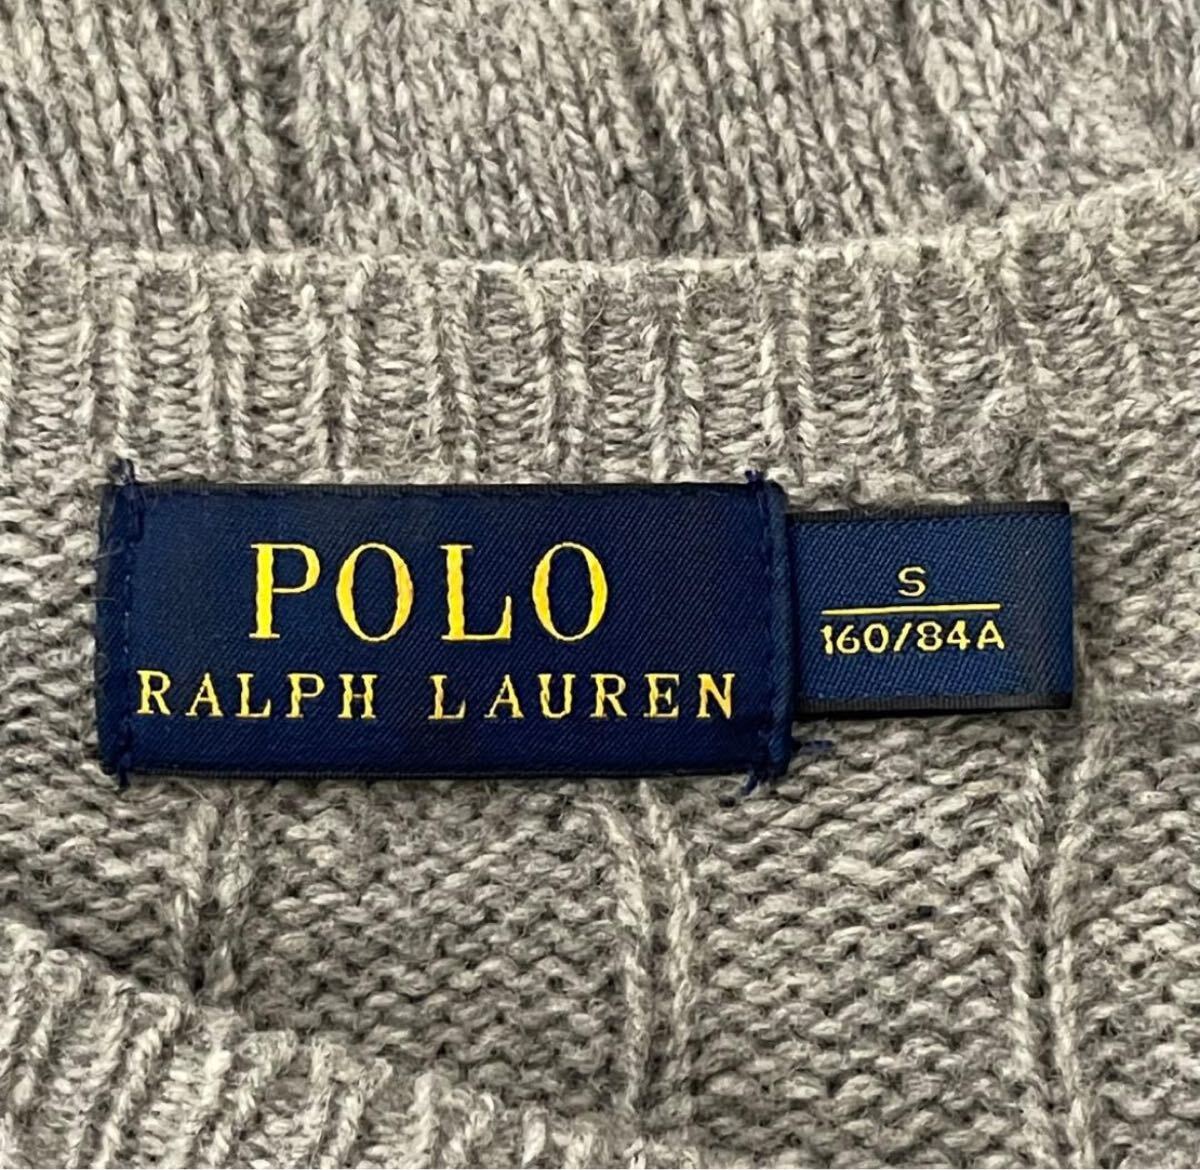 POLO
RALPH LAUREN
S
160/84A